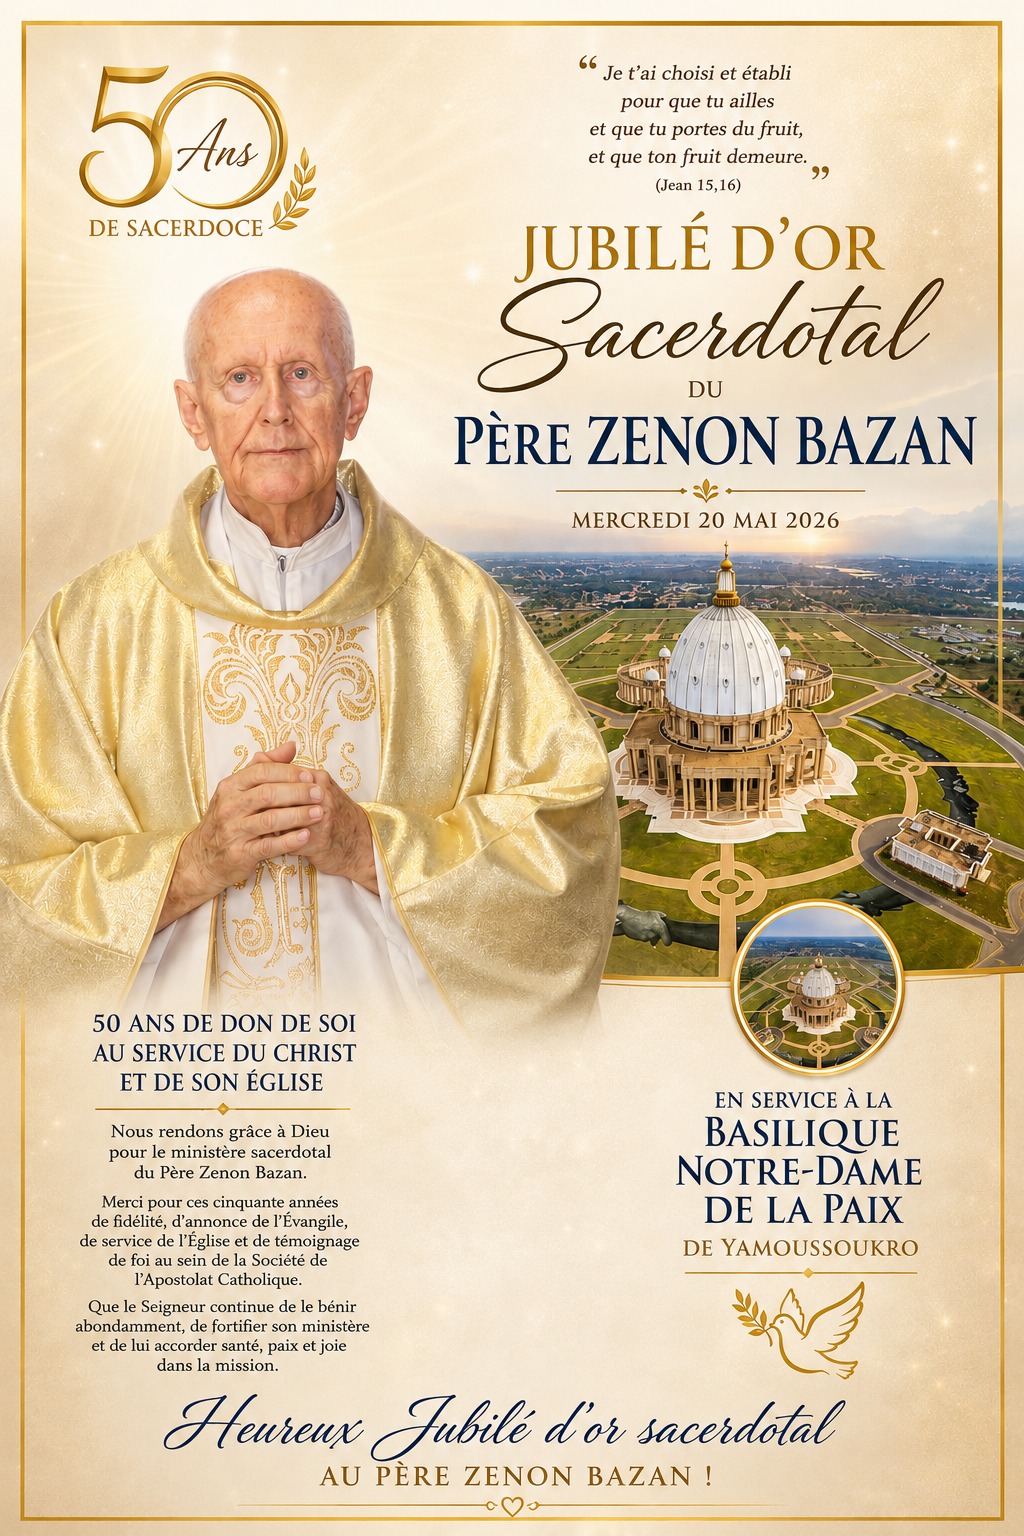 50 Ans
DE SACERDOCE
“ Je t’ai choisi et établi
pour que tu ailles
et que tu portes du fruit,
et que ton fruit demeure. ”
(Jean 15,16)
JUBILÉ D’OR
Sacerdotal
DU
PÈRE ZENON BAZAN
MERCREDI 20 MAI 2026
50 ANS DE DON DE SOI
AU SERVICE DU CHRIST
ET DE SON ÉGLISE
Nous rendons grâce à Dieu
pour le ministère sacerdotal
du Père Zenon Bazan.
Merci pour ces cinquante années
de fidélité, d’annonce de l’Évangile,
de service de l’Église et de témoignage
de foi au sein de la Société de
l’Apostolat Catholique.
Que le Seigneur continue de le bénir
abondamment, de fortifier son ministère
et de lui accorder santé, paix et joie
dans la mission.
EN SERVICE À LA
BASILIQUE
NOTRE-DAME
DE LA PAIX
DE YAMOUSSOUKRO
Heureux Jubilé d’or sacerdotal
AU PÈRE ZENON BAZAN !